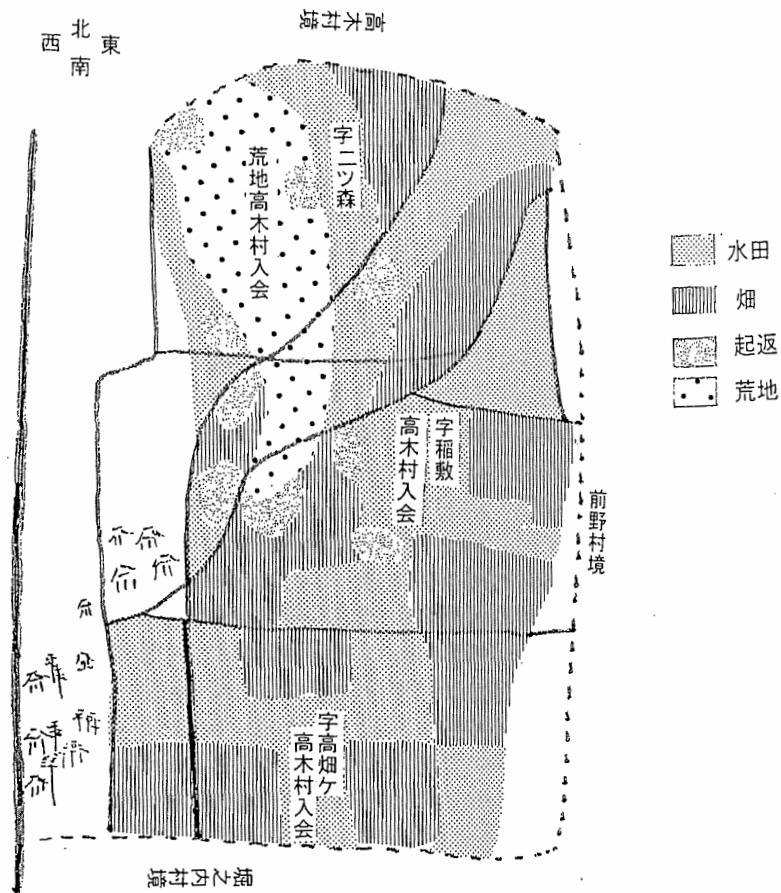 高木村境
北
西 東
南
字二ツ森
荒地高木村入会
水田
畑
起返
荒地
字稲敷
高木村入会
前野村境
字高畑ケ
高木村入会
堀之内村境